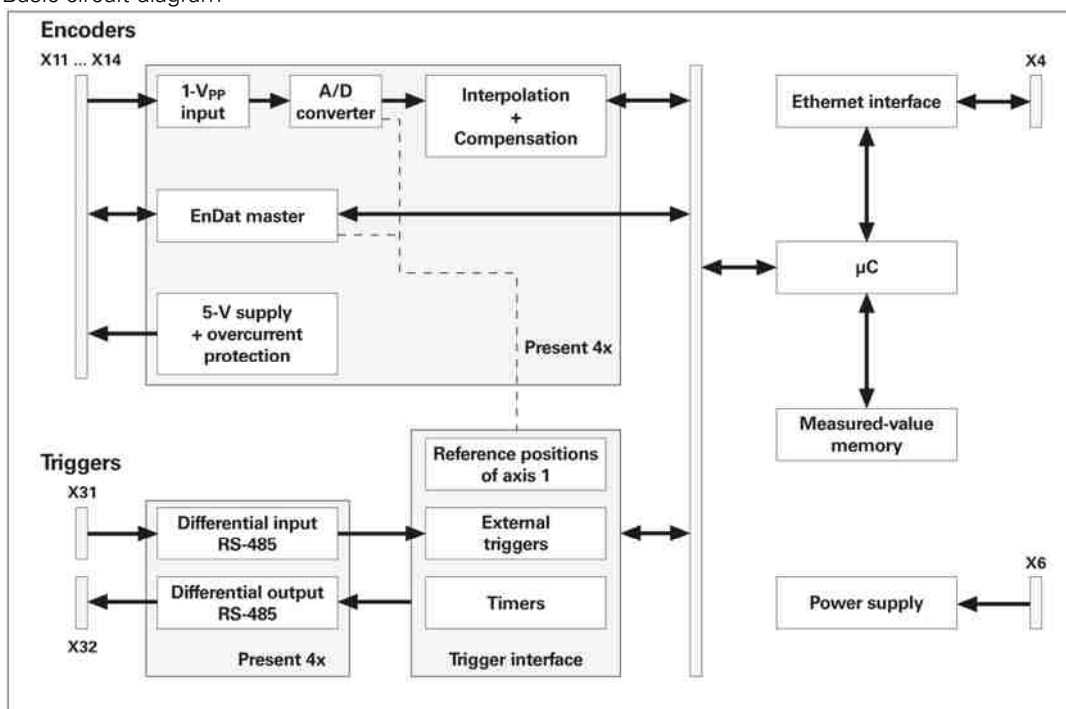 Basic circuit diagram
Encoders
X11 ... X14
1-VPP
input
A/D
converter
Interpolation
+
Compensation
EnDat master
5-V supply
+ overcurrent
protection
Present 4x
X4
Ethernet interface
µC
Measured-value
memory
Triggers
X31
Differential input
RS-485
Differential output
RS-485
X32
Present 4x
Reference positions
of axis 1
External
triggers
Timers
Trigger interface
X6
Power supply